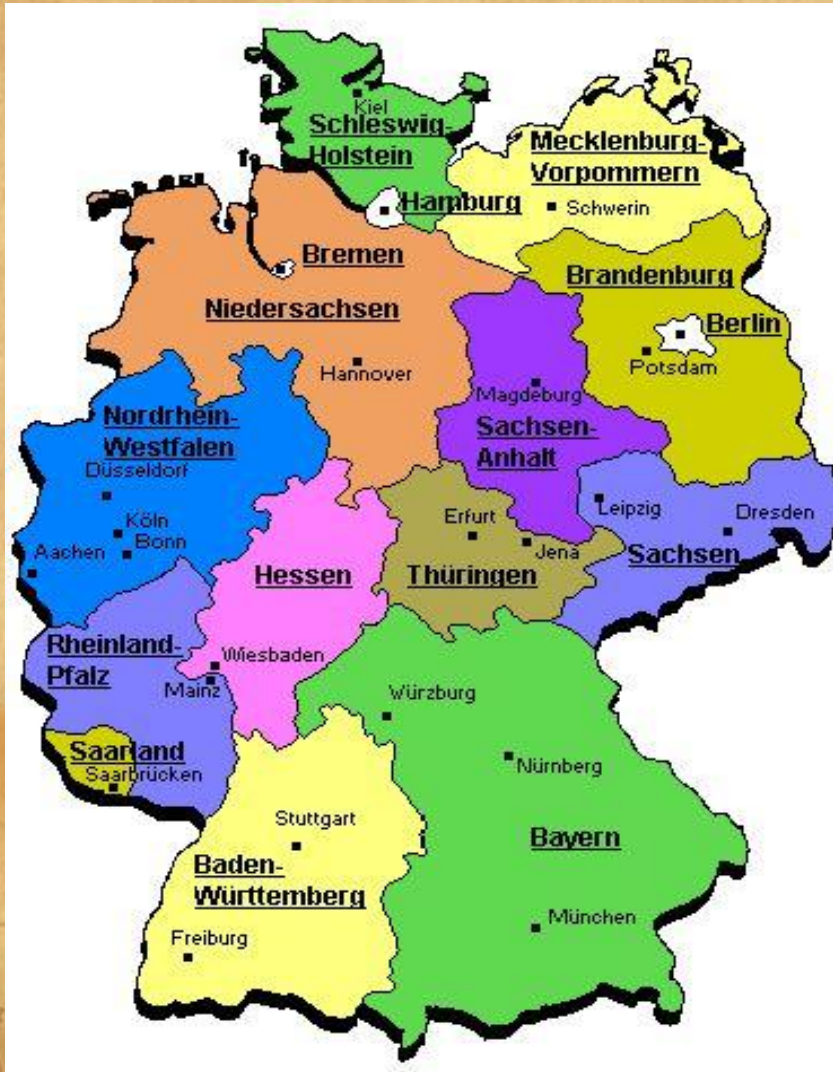 Kiel
Schleswig-
Holstein
Mecklenburg-
Vorpommern
Schwerin
Hamburg
Bremen
Niedersachsen
Hannover
Brandenburg
Berlin
Potsdam
Magdeburg
Sachsen-
Anhalt
Nordrhein-
Westfalen
Düsseldorf
Köln
Bonn
Aachen
Hessen
Wiesbaden
Erfurt
Jena
Thüringen
Leipzig
Dresden
Sachsen
Rheinland-
Pfalz
Mainz
Saarland
Saarbrücken
Würzburg
Nürnberg
Bayern
München
Stuttgart
Baden-
Württemberg
Freiburg